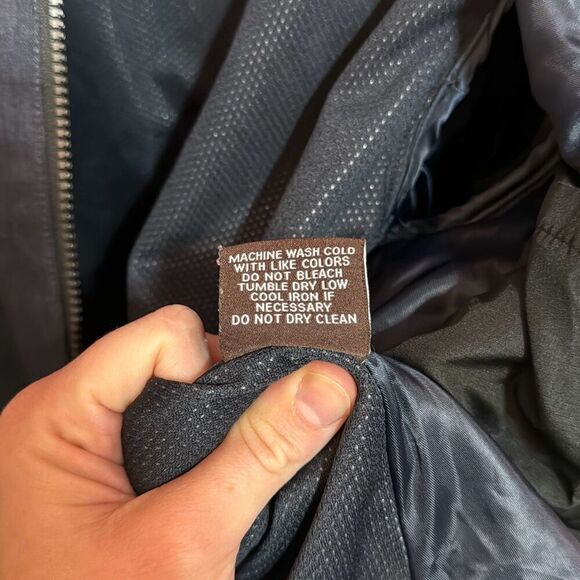 MACHINE WASH COLD
WITH LIKE COLORS
DO NOT BLEACH
TUMBLE DRY LOW
COOL IRON IF
NECESSARY
DO NOT DRY CLEAN